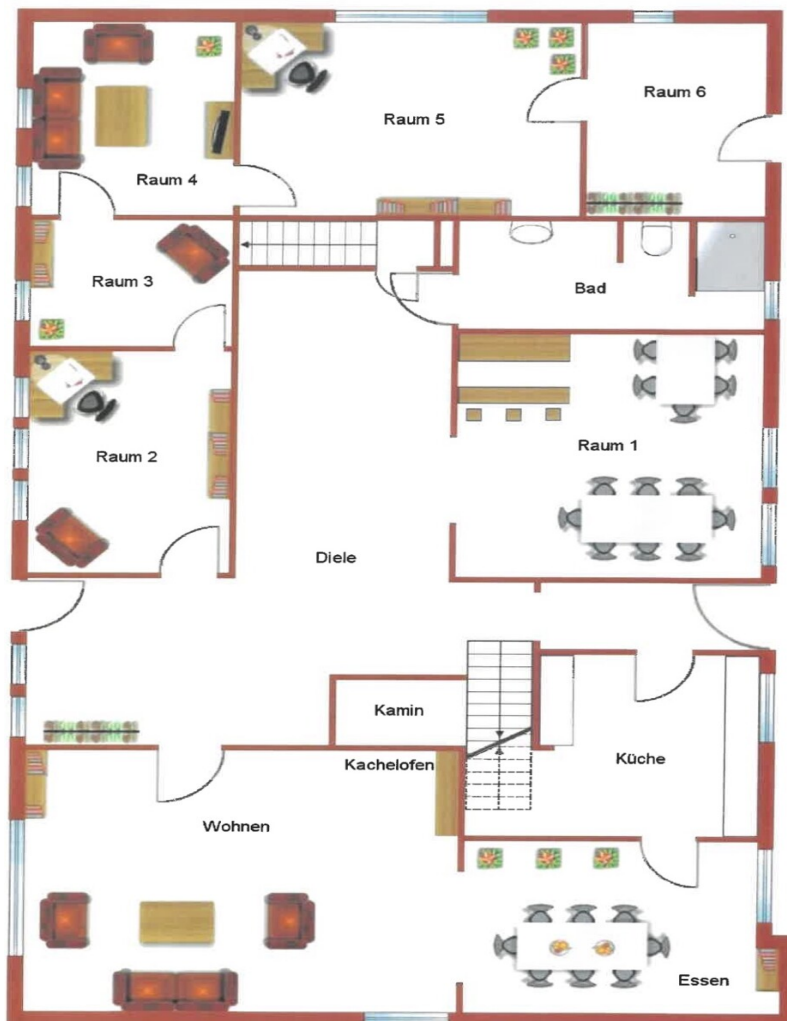 Raum 6
Raum 5
Raum 4
Raum 3
Bad
Raum 2
Raum 1
Diele
Kamin
Kachelofen
Küche
Wohnen
Essen